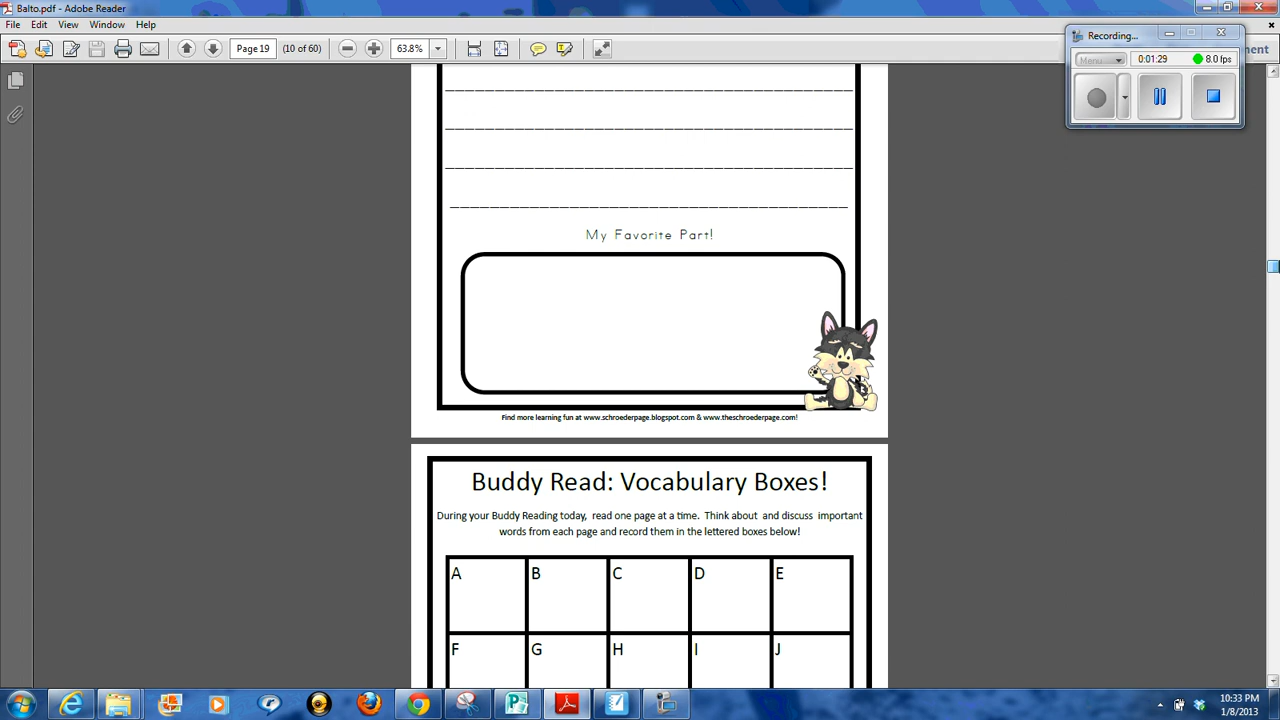 Balto.pdf - Adobe Reader
File Edit View Window Help
Page 19 (10 of 60) 63.8%
Recording...
Menu 0:01:29 8.0 fps
My Favorite Part!
Find more learning fun at www.schroederpage.blogspot.com & www.theschroederpage.com!
Buddy Read: Vocabulary Boxes!
During your Buddy Reading today, read one page at a time. Think about and discuss important
words from each page and record them in the lettered boxes below!
A B C D E
F G H I J
10:33 PM
1/8/2013